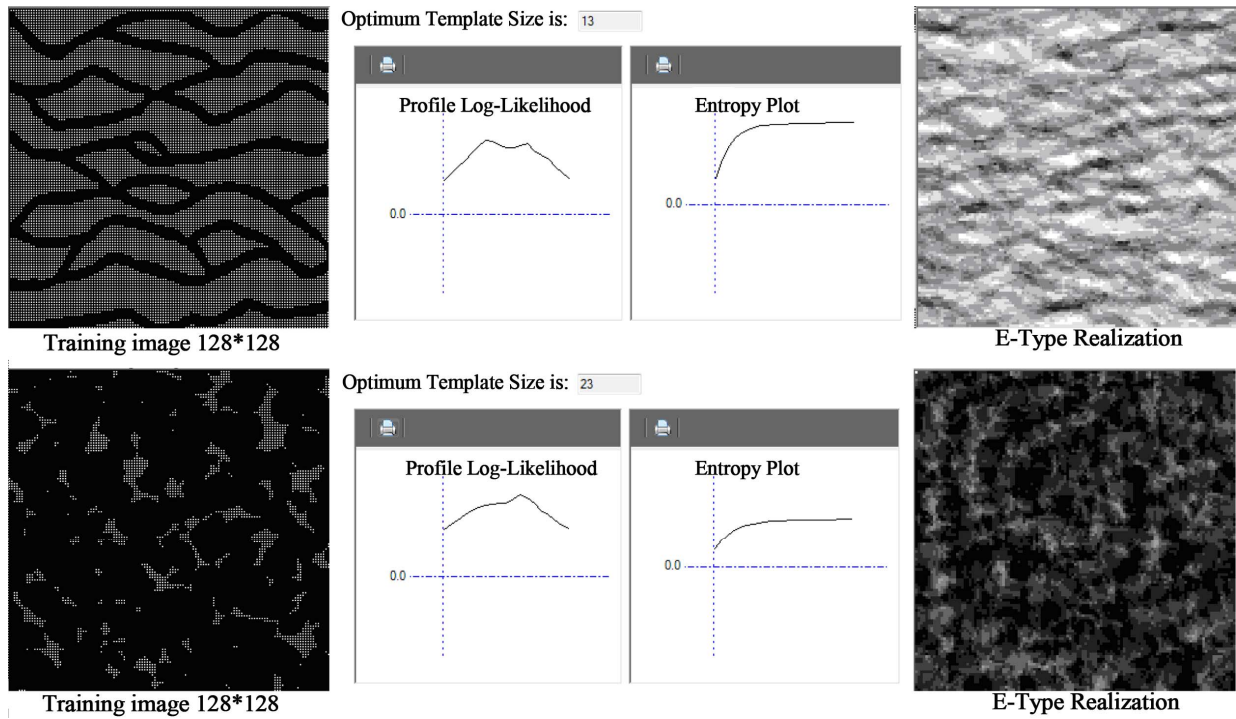 Optimum Template Size is: 13
Profile Log-Likelihood
Entropy Plot
0.0
0.0
Training image 128*128
E-Type Realization
Optimum Template Size is: 23
Profile Log-Likelihood
Entropy Plot
0.0
0.0
Training image 128*128
E-Type Realization